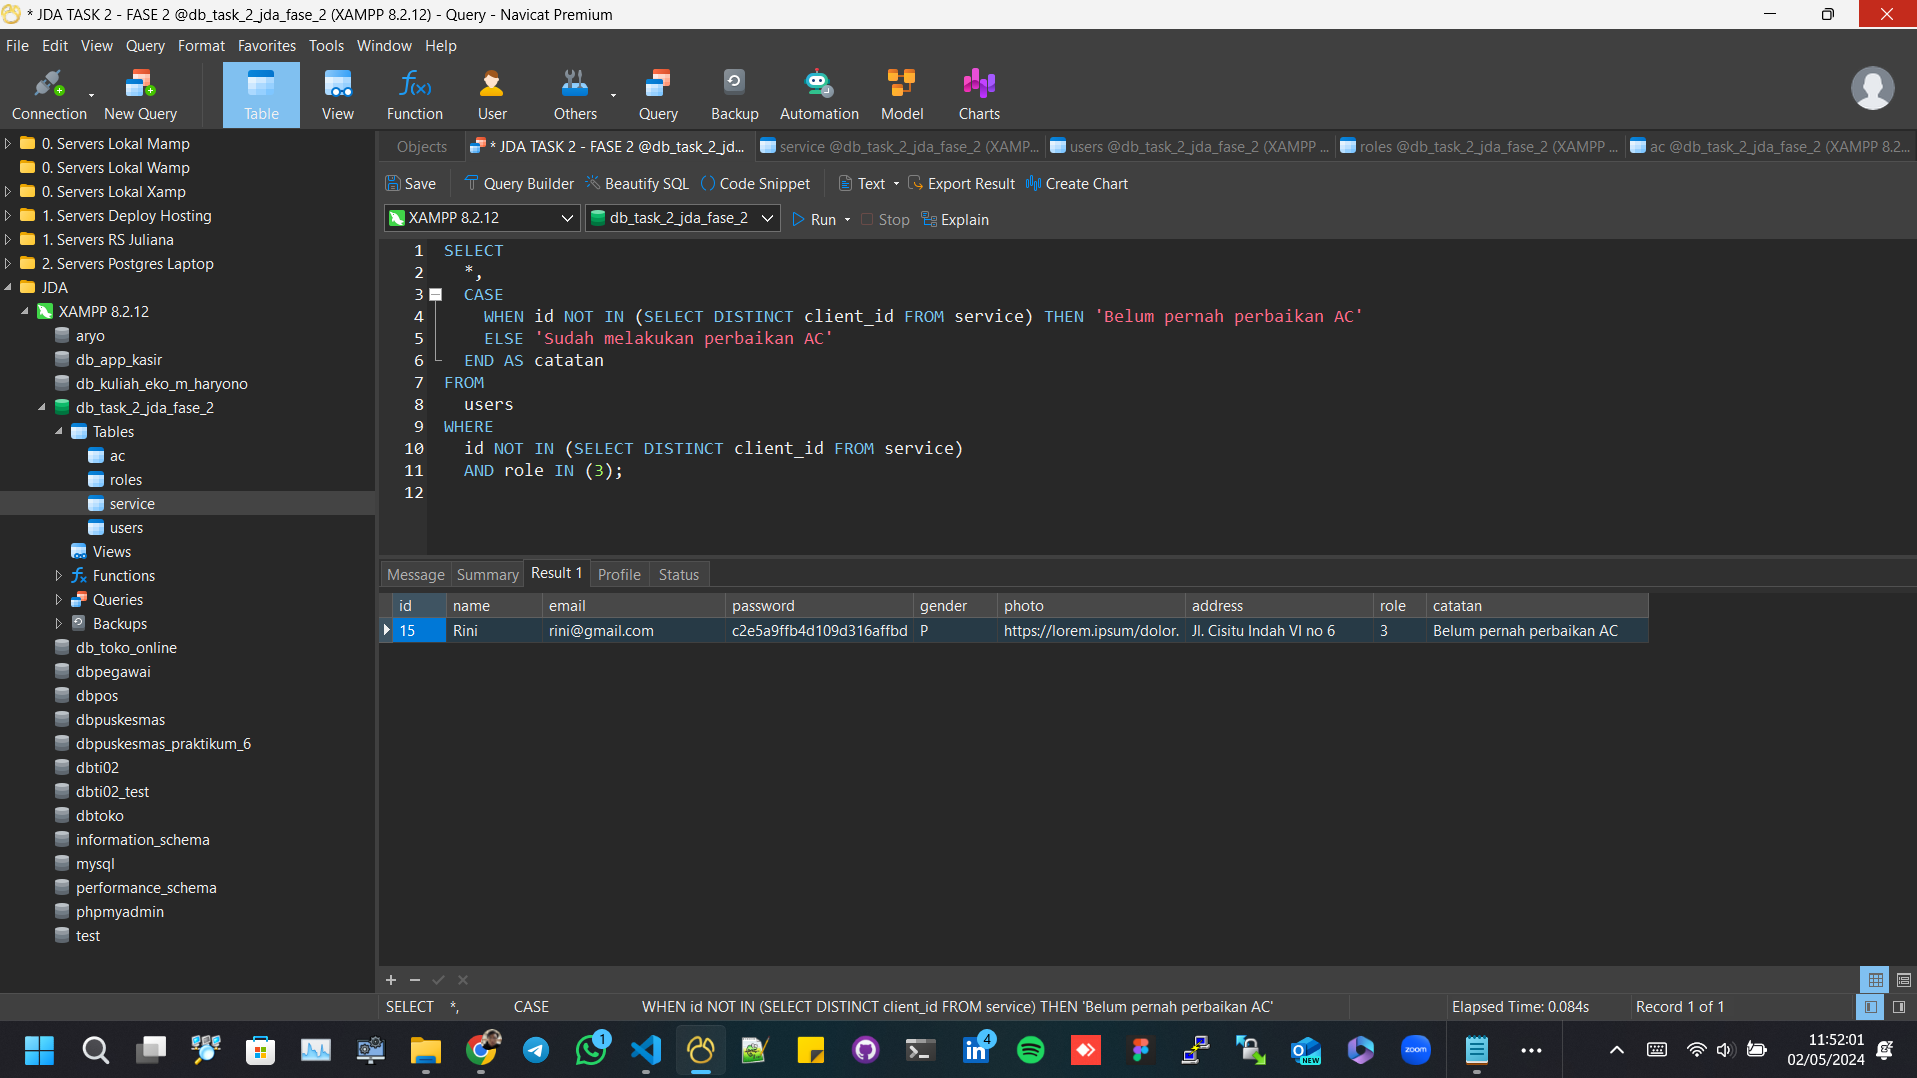 * JDA TASK 2 - FASE 2 @db_task_2_jda_fase_2 (XAMPP 8.2.12) - Query - Navicat Premium
File Edit View Query Format Favorites Tools Window Help
Connection New Query Table View Function User Others Query Backup Automation Model Charts
0. Servers Lokal Mamp
0. Servers Lokal Wamp
0. Servers Lokal Xamp
1. Servers Deploy Hosting
1. Servers RS Juliana
2. Servers Postgres Laptop
JDA
XAMPP 8.2.12
aryo
db_app_kasir
db_kuliah_eko_m_haryono
db_task_2_jda_fase_2
Tables
ac
roles
service
users
Views
Functions
Queries
Backups
db_toko_online
dbpegawai
dbpos
dbpuskesmas
dbpuskesmas_praktikum_6
dbti02
dbti02_test
dbtoko
information_schema
mysql
performance_schema
phpmyadmin
test
Objects * JDA TASK 2 - FASE 2 @db_task_2_jd... service @db_task_2_jda_fase_2 (XAMP... users @db_task_2_jda_fase_2 (XAMPP ... roles @db_task_2_jda_fase_2 (XAMPP ... ac @db_task_2_jda_fase_2 (XAMPP 8.2...
Save Query Builder Beautify SQL Code Snippet Text Export Result Create Chart
XAMPP 8.2.12 db_task_2_jda_fase_2 Run Stop Explain
1 SELECT
2 *,
3 CASE
4 WHEN id NOT IN (SELECT DISTINCT client_id FROM service) THEN 'Belum pernah perbaikan AC'
5 ELSE 'Sudah melakukan perbaikan AC'
6 END AS catatan
7 FROM
8 users
9 WHERE
10 id NOT IN (SELECT DISTINCT client_id FROM service)
11 AND role IN (3);
12
Message Summary Result 1 Profile Status
id name email password gender photo address role catatan
15 Rini rini@gmail.com c2e5a9ffb4d109d316affbd P https://lorem.ipsum/dolor. Jl. Cisitu Indah VI no 6 3 Belum pernah perbaikan AC
SELECT *, CASE WHEN id NOT IN (SELECT DISTINCT client_id FROM service) THEN 'Belum pernah perbaikan AC' Elapsed Time: 0.084s Record 1 of 1
1
4
NEW
zoom
11:52:01
02/05/2024